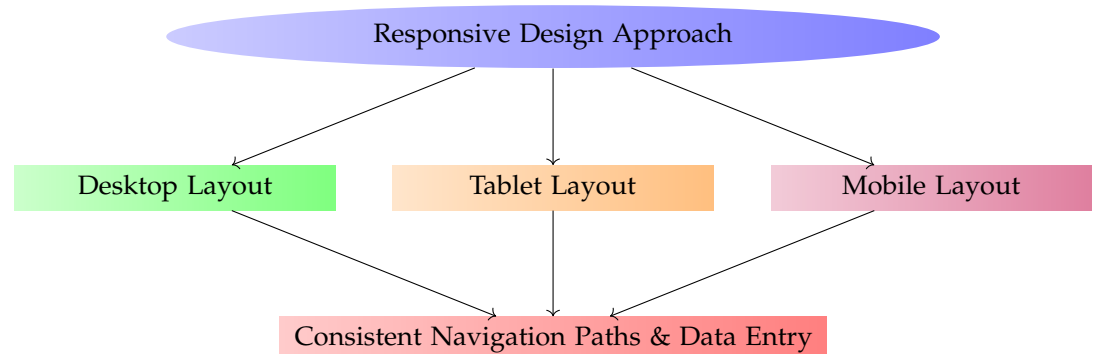 Responsive Design Approach
Desktop Layout
Tablet Layout
Mobile Layout
Consistent Navigation Paths & Data Entry